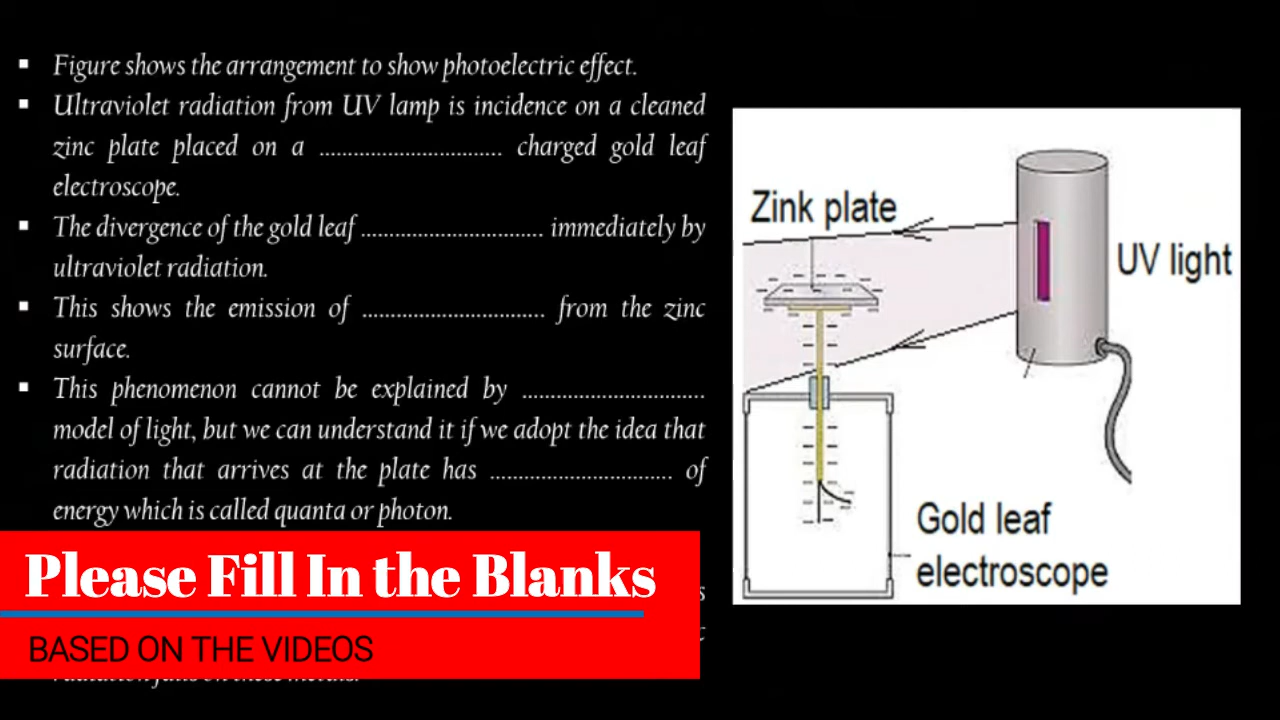 ▪ Figure shows the arrangement to show photoelectric effect.
▪ Ultraviolet radiation from UV lamp is incidence on a cleaned
zinc plate placed on a ................................ charged gold leaf
electroscope.
▪ The divergence of the gold leaf ................................ immediately by
ultraviolet radiation.
▪ This shows the emission of ................................ from the zinc
surface.
▪ This phenomenon cannot be explained by ................................
model of light, but we can understand it if we adopt the idea that
radiation that arrives at the plate has ................................ of
energy which is called quanta or photon.
Please Fill In the Blanks
BASED ON THE VIDEOS
Zink plate
UV light
Gold leaf
electroscope